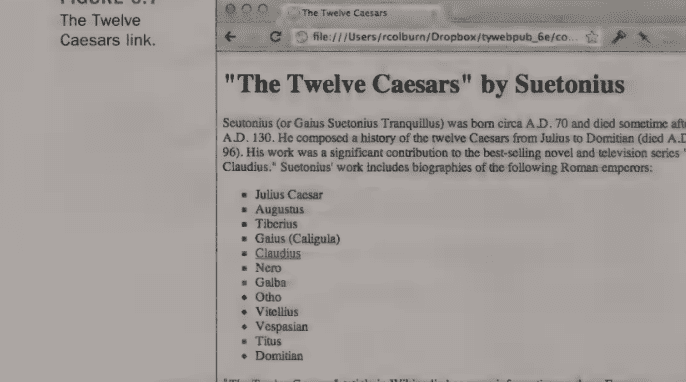 The Twelve
Caesars link.
The Twelve Caesars
file:///Users/rcolburn/Dropbox/tywebpub_6e/co...
"The Twelve Caesars" by Suetonius
Seutonius (or Gaius Suetonius Tranquillus) was born circa A.D. 70 and died sometime afte
A.D. 130. He composed a history of the twelve Caesars from Julius to Domitian (died A.D
96). His work was a significant contribution to the best-selling novel and television series "
Claudius." Suetonius' work includes biographies of the following Roman emperors:
Julius Caesar
Augustus
Tiberius
Gaius (Caligula)
Claudius
Nero
Galba
Otho
Vitellius
Vespasian
Titus
Domitian